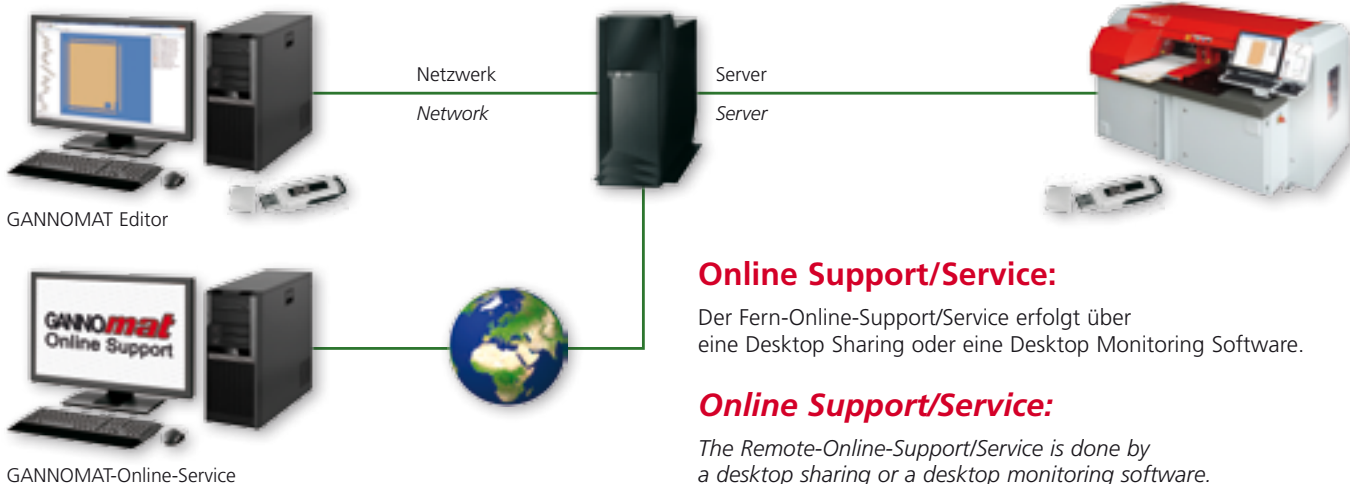 Netzwerk
Network
Server
Server
GANNOMAT Editor
GANNOmat
Online Support
GANNOMAT-Online-Service
Online Support/Service:
Der Fern-Online-Support/Service erfolgt über
eine Desktop Sharing oder eine Desktop Monitoring Software.
Online Support/Service:
The Remote-Online-Support/Service is done by
a desktop sharing or a desktop monitoring software.